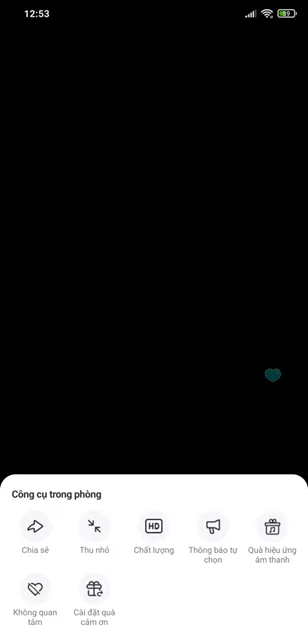 12:53
Công cụ trong phòng
HD
Chia sẻ Thu nhỏ Chất lượng Thông báo tự chọn Quà hiệu ứng âm thanh
Không quan tâm Cài đặt quà cảm ơn